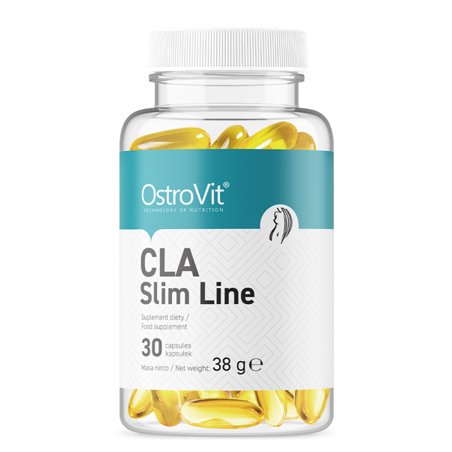 OstroVit®
TECHNOLOGY OF NUTRITION
CLA
Slim Line
Suplement diety /
Food supplement
30 capsules
kapsułek
Masa netto / Net weight: 38 g ℮